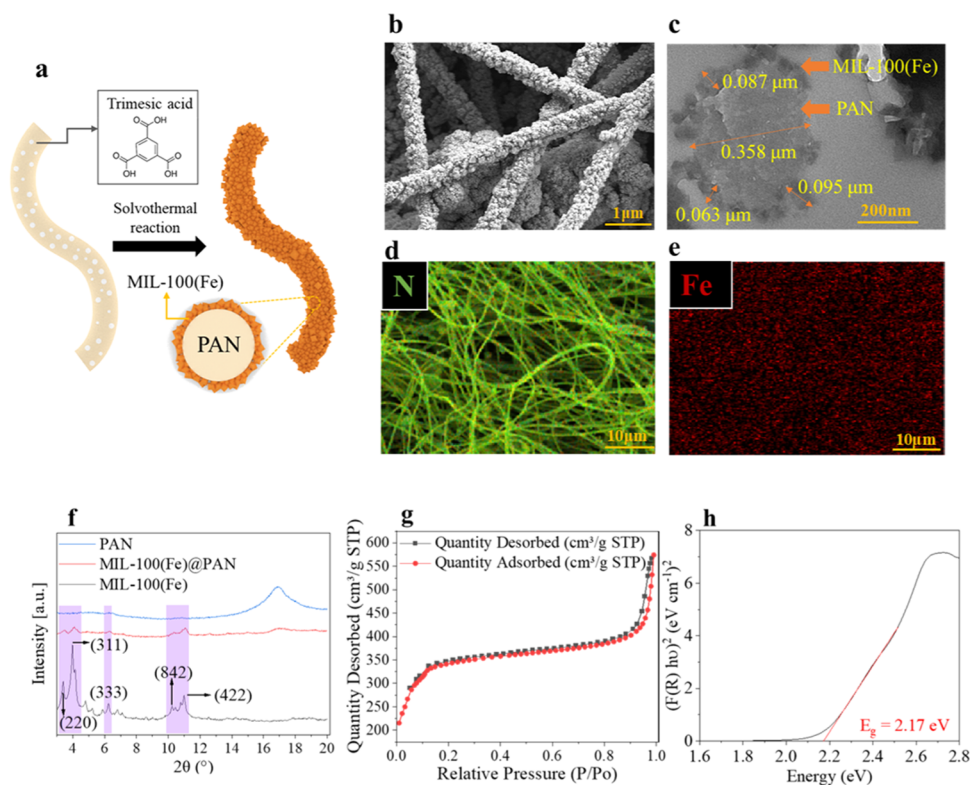 a
Trimesic acid
O
OH
O
OH
O
OH
Solvothermal
reaction
MIL-100(Fe)
PAN
b
1μm
c
MIL-100(Fe)
0.087 μm
PAN
0.358 μm
0.095 μm
0.063 μm
200nm
d
N
10μm
e
Fe
10μm
f
PAN
MIL-100(Fe)@PAN
MIL-100(Fe)
Intensity [a.u.]
(311)
(333)
(842)
(422)
(220)
4 6 8 10 12 14 16 18 20
2θ (°)
g
Quantity Desorbed (cm³/g STP)
Quantity Adsorbed (cm³/g STP)
Quantity Desorbed (cm³/g STP)
600
550
500
450
400
350
300
250
200
0.0 0.2 0.4 0.6 0.8 1.0
Relative Pressure (P/Po)
h
(F(R) hυ)² (eV cm⁻¹)²
8
6
4
2
0
E_g = 2.17 eV
1.6 1.8 2.0 2.2 2.4 2.6 2.8
Energy (eV)